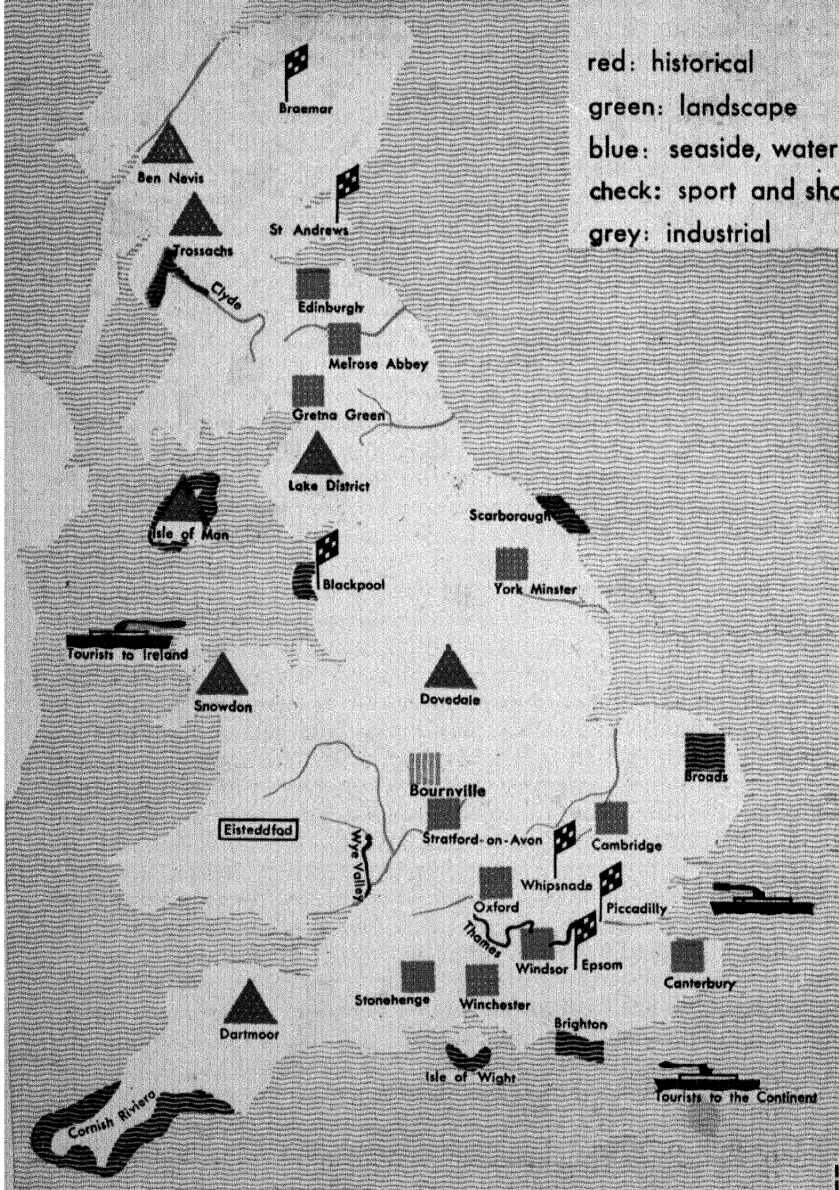 red: historical
green: landscape
blue: seaside, water
check: sport and
grey: industrial
Braemar
Ben Nevis
St Andrews
Trossachs
Clyde
Edinburgh
Melrose Abbey
Gretna Green
Lake District
Scarborough
Isle of Man
Blackpool
York Minster
Tourists to Ireland
Snowdon
Dovedale
Broads
Bournville
Eisteddfod
Stratford-on-Avon
Cambridge
Wye Valley
Whipsnade
Oxford
Piccadilly
Thames
Windsor
Epsom
Canterbury
Stonehenge
Winchester
Brighton
Dartmoor
Isle of Wight
Tourists to the Continent
Cornish Riviera